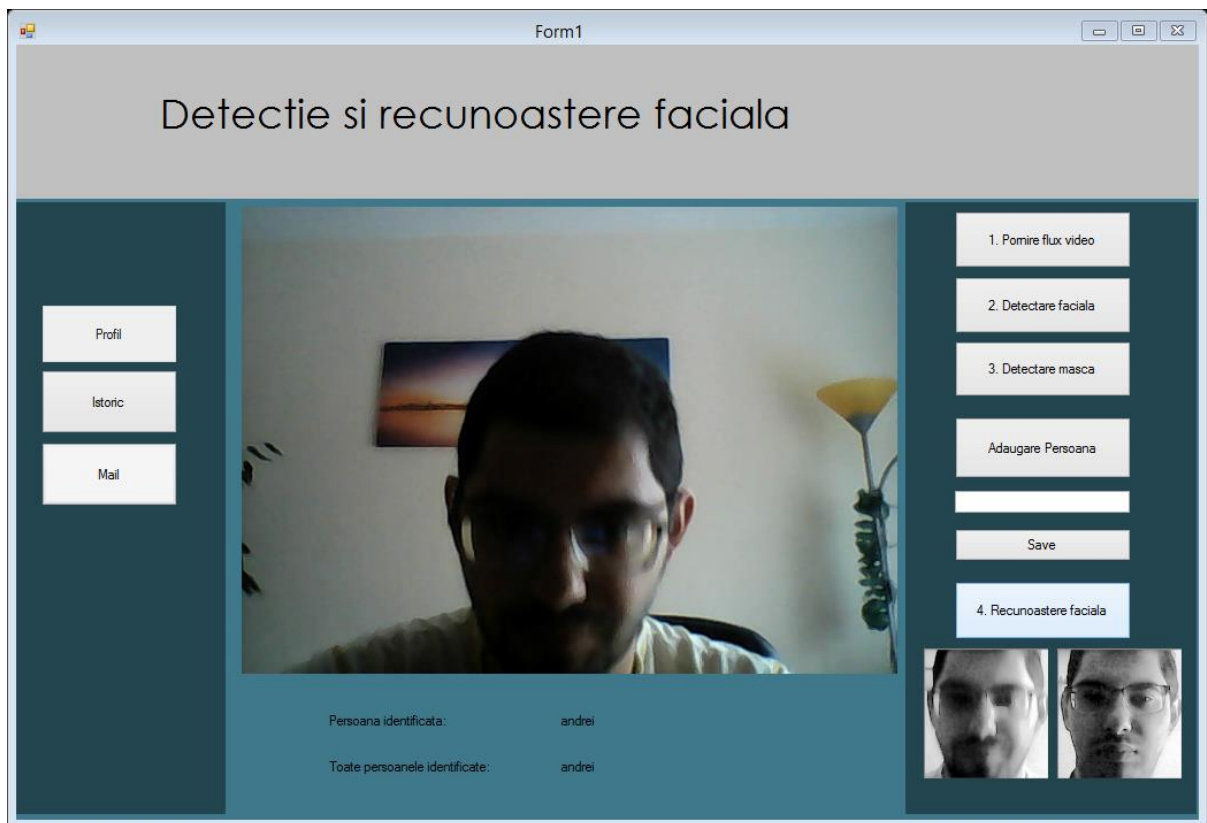 Form1
Detectie si recunoastere faciala
Profil
Istoric
Mail
Persoana identificata: andrei
Toate persoanele identificate: andrei
1. Pornire flux video
2. Detectare faciala
3. Detectare masca
Adaugare Persoana
Save
4. Recunoastere faciala